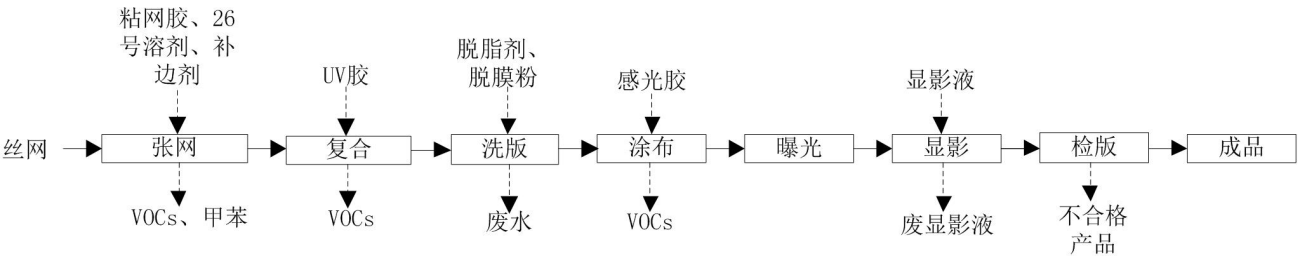 粘网胶、26
号溶剂、补
边剂
UV胶
脱脂剂、
脱膜粉
感光胶
显影液
丝网
张网
复合
洗版
涂布
曝光
显影
检版
成品
VOCs、甲苯
VOCs
废水
VOCs
废显影液
不合格
产品